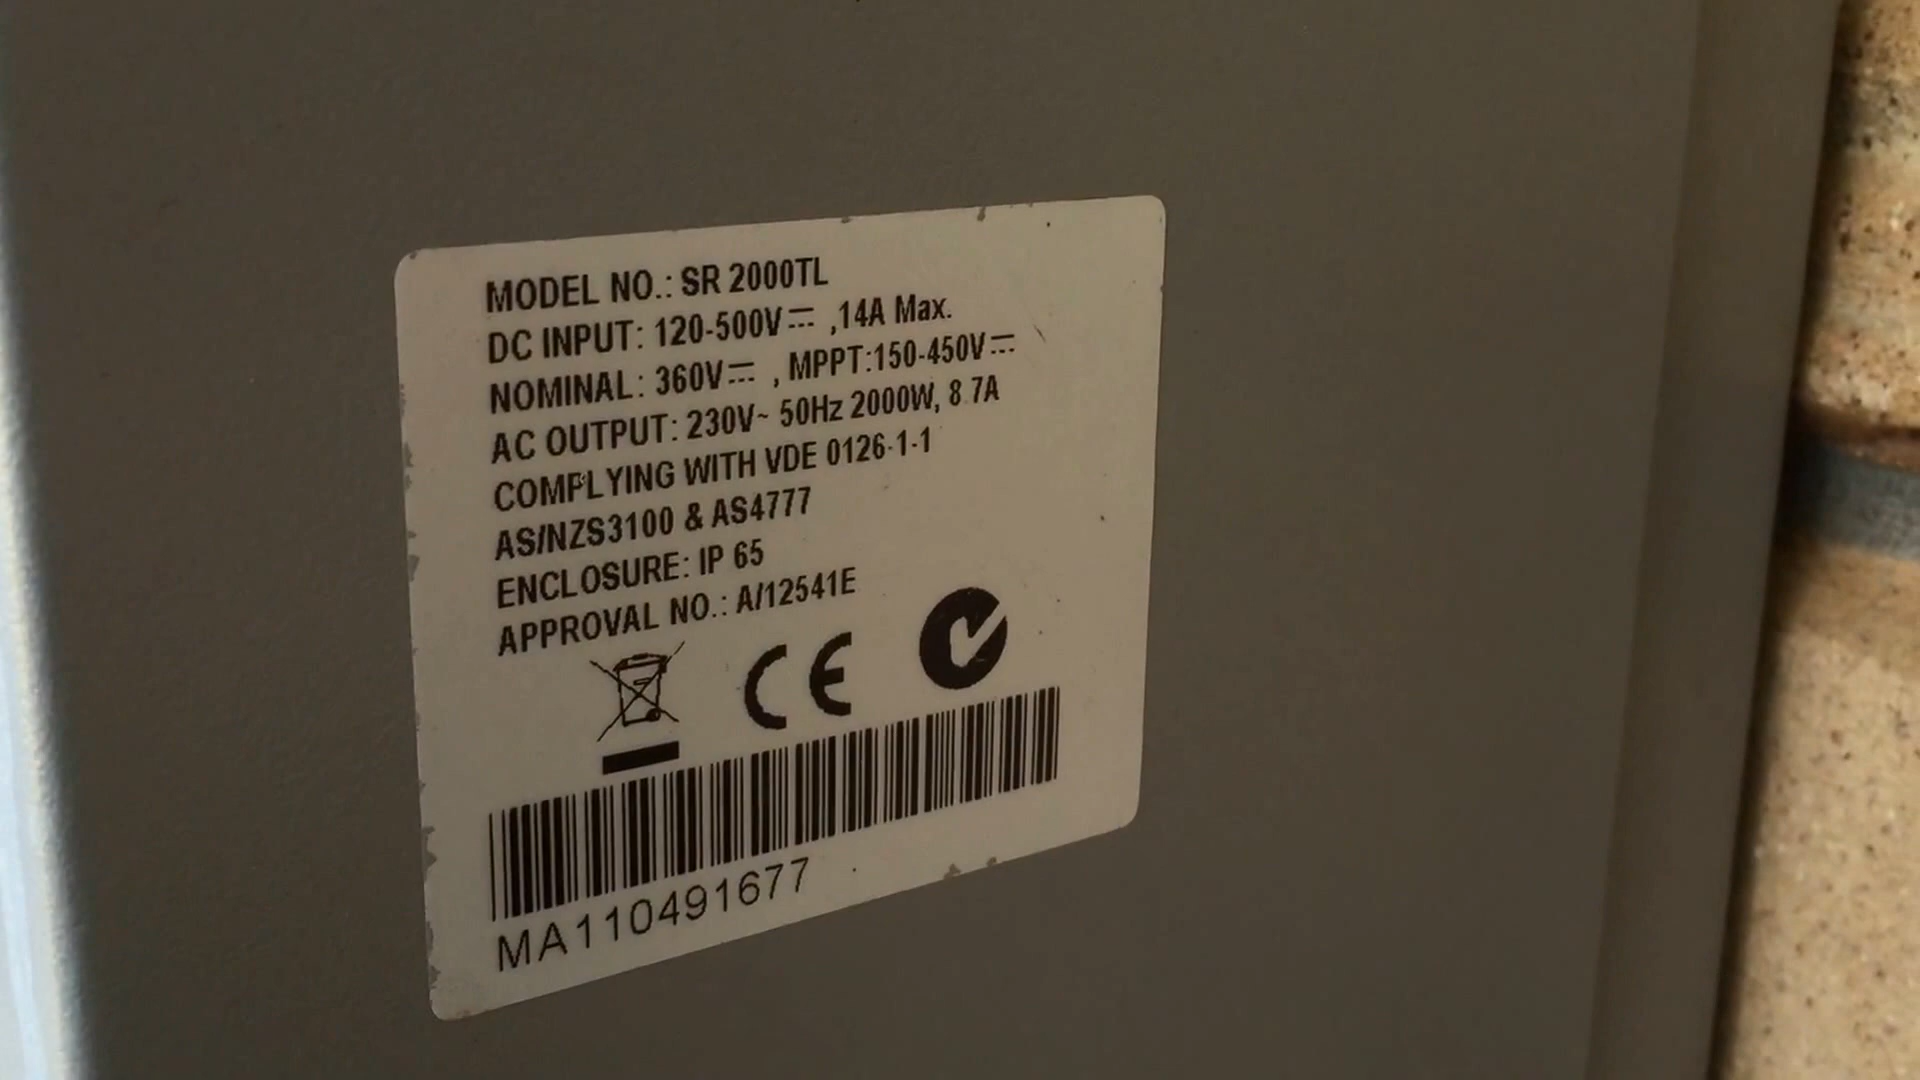 MODEL NO.: SR 2000TL
DC INPUT: 120-500V⎓ ,14A Max.
NOMINAL: 360V⎓ , MPPT:150-450V⎓
AC OUTPUT: 230V~ 50Hz 2000W, 8.7A
COMPLYING WITH VDE 0126-1-1
AS/NZS3100 & AS4777
ENCLOSURE: IP 65
APPROVAL NO.: A/12541E
CE
MA110491677